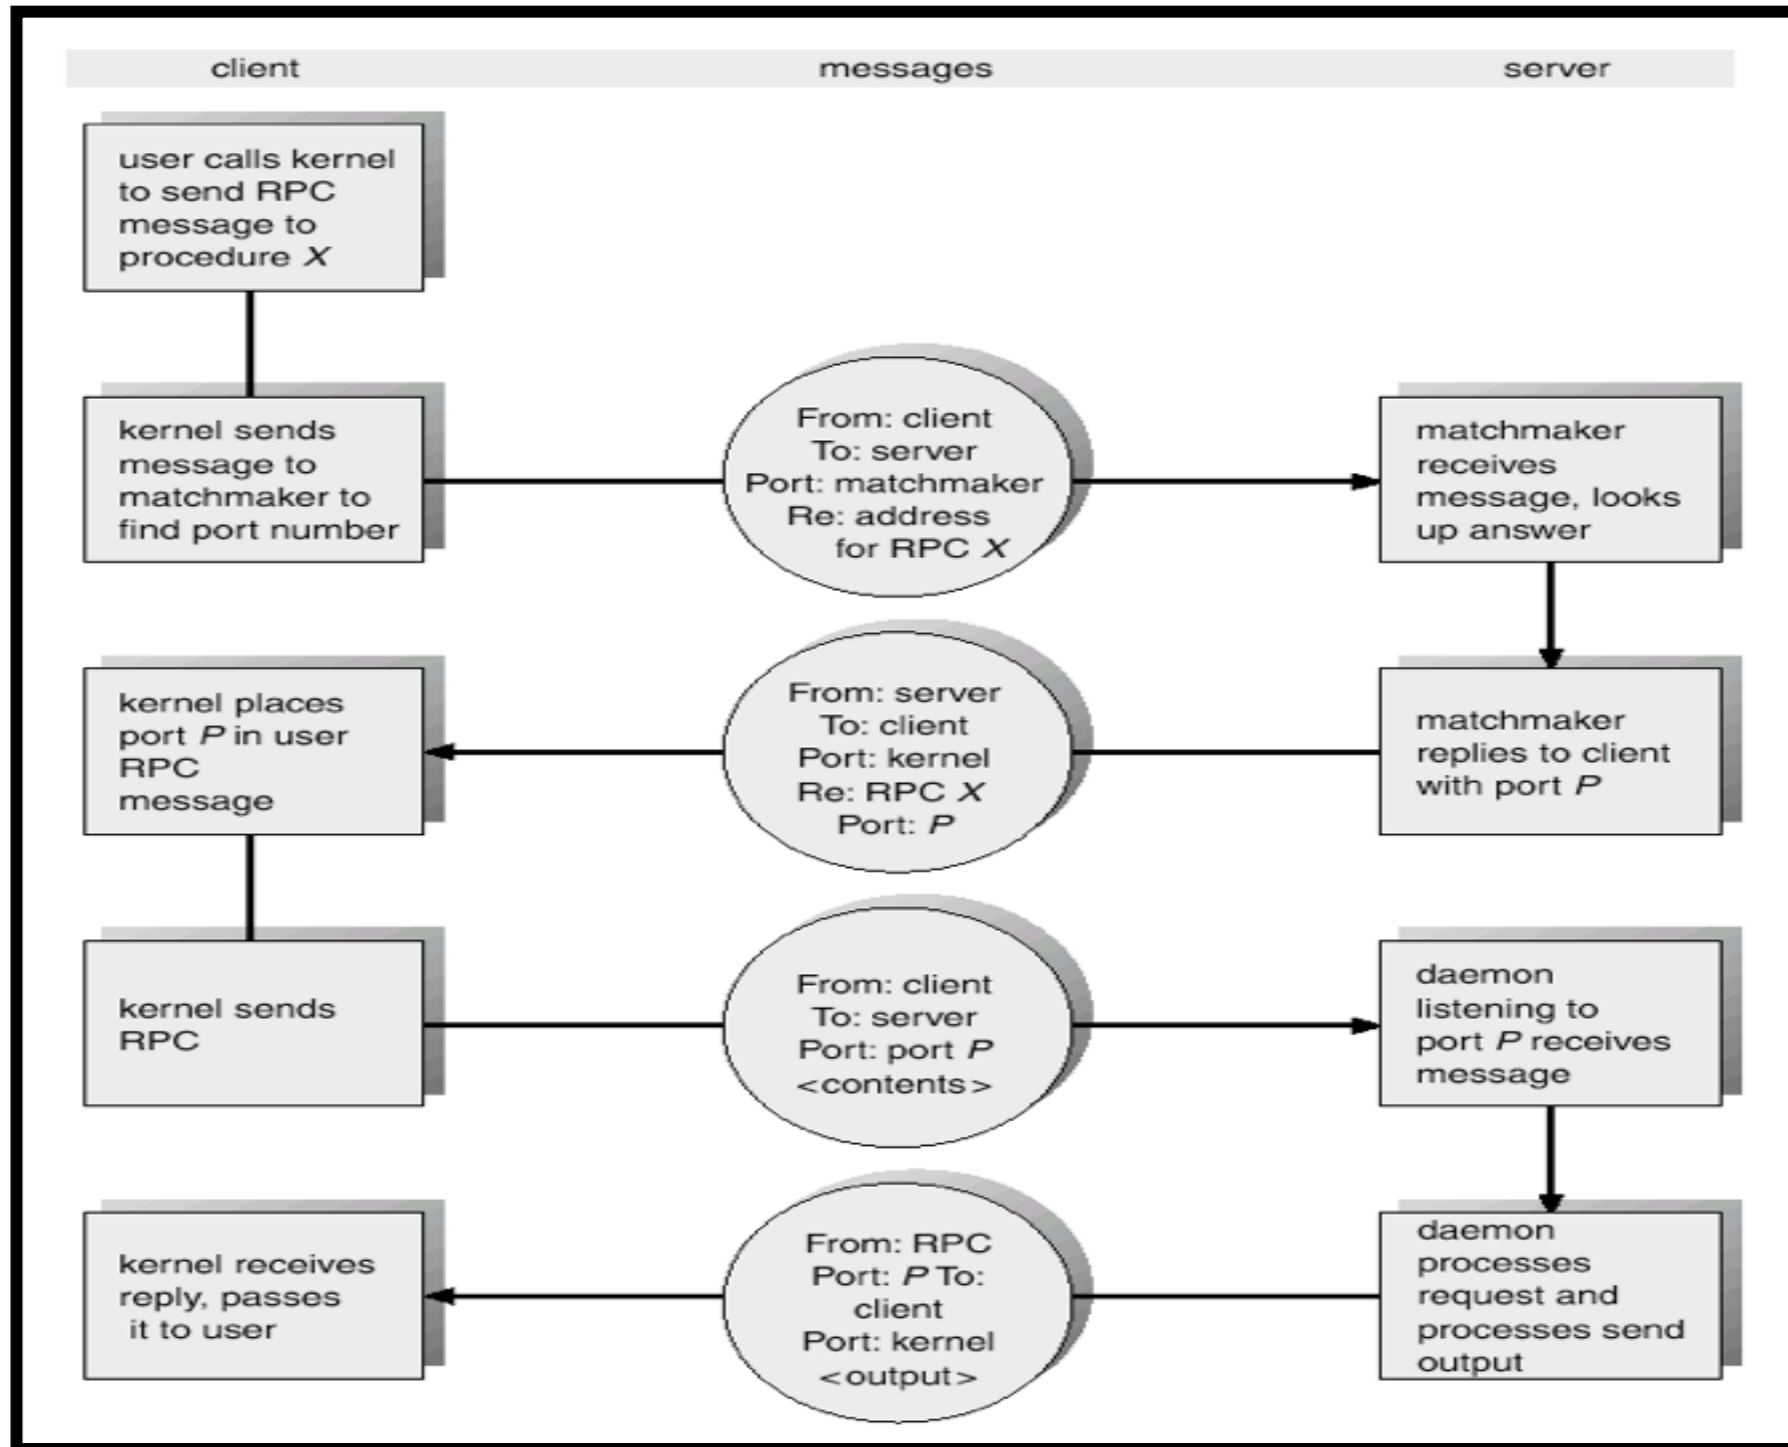 client
messages
server
user calls kernel
to send RPC
message to
procedure X
kernel sends
message to
matchmaker to
find port number
From: client
To: server
Port: matchmaker
Re: address
for RPC X
matchmaker
receives
message, looks
up answer
kernel places
port P in user
RPC
message
From: server
To: client
Port: kernel
Re: RPC X
Port: P
matchmaker
replies to client
with port P
kernel sends
RPC
From: client
To: server
Port: port P
<contents>
daemon
listening to
port P receives
message
kernel receives
reply, passes
it to user
From: RPC
Port: P To:
client
Port: kernel
<output>
daemon
processes
request and
processes send
output